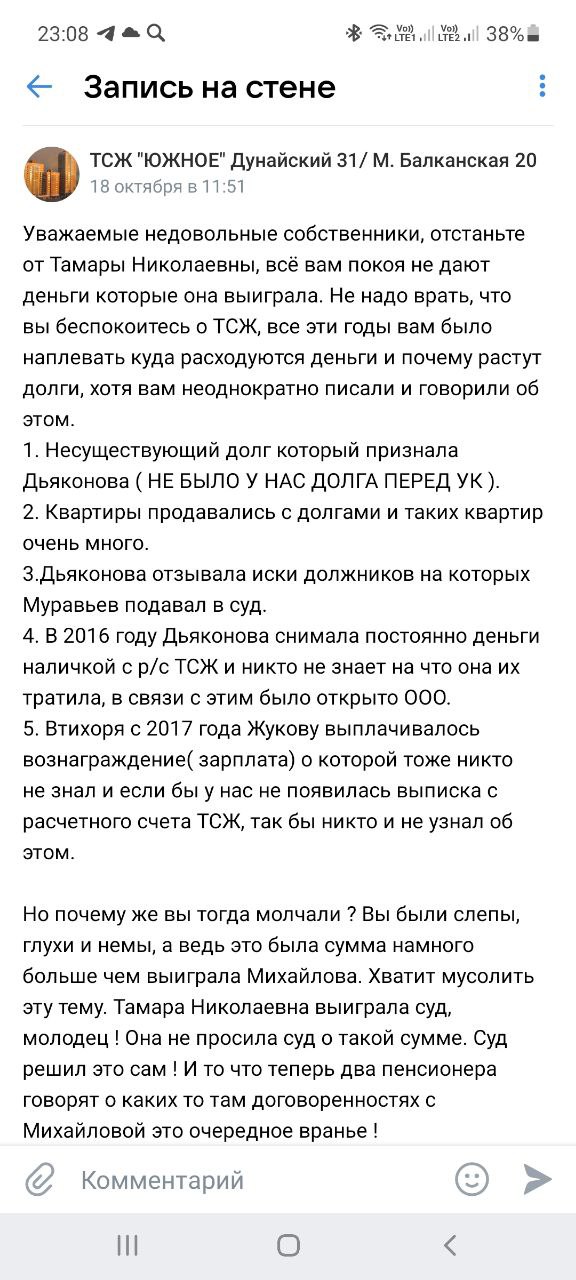 23:08
Vo)) LTE1 Vo)) LTE2 38%
Запись на стене
ТСЖ "ЮЖНОЕ" Дунайский 31/ М. Балканская 20
18 октября в 11:51
Уважаемые недовольные собственники, отстаньте
от Тамары Николаевны, всё вам покоя не дают
деньги которые она выиграла. Не надо врать, что
вы беспокоитесь о ТСЖ, все эти годы вам было
наплевать куда расходуются деньги и почему растут
долги, хотя вам неоднократно писали и говорили об
этом.
1. Несуществующий долг который признала
Дьяконова ( НЕ БЫЛО У НАС ДОЛГА ПЕРЕД УК ).
2. Квартиры продавались с долгами и таких квартир
очень много.
3.Дьяконова отзывала иски должников на которых
Муравьев подавал в суд.
4. В 2016 году Дьяконова снимала постоянно деньги
наличкой с р/с ТСЖ и никто не знает на что она их
тратила, в связи с этим было открыто ООО.
5. Втихоря с 2017 года Жукову выплачивалось
вознаграждение( зарплата) о которой тоже никто
не знал и если бы у нас не появилась выписка с
расчетного счета ТСЖ, так бы никто и не узнал об
этом.
Но почему же вы тогда молчали ? Вы были слепы,
глухи и немы, а ведь это была сумма намного
больше чем выиграла Михайлова. Хватит мусолить
эту тему. Тамара Николаевна выиграла суд,
молодец ! Она не просила суд о такой сумме. Суд
решил это сам ! И то что теперь два пенсионера
говорят о каких то там договоренностях с
Михайловой это очередное вранье !
Комментарий